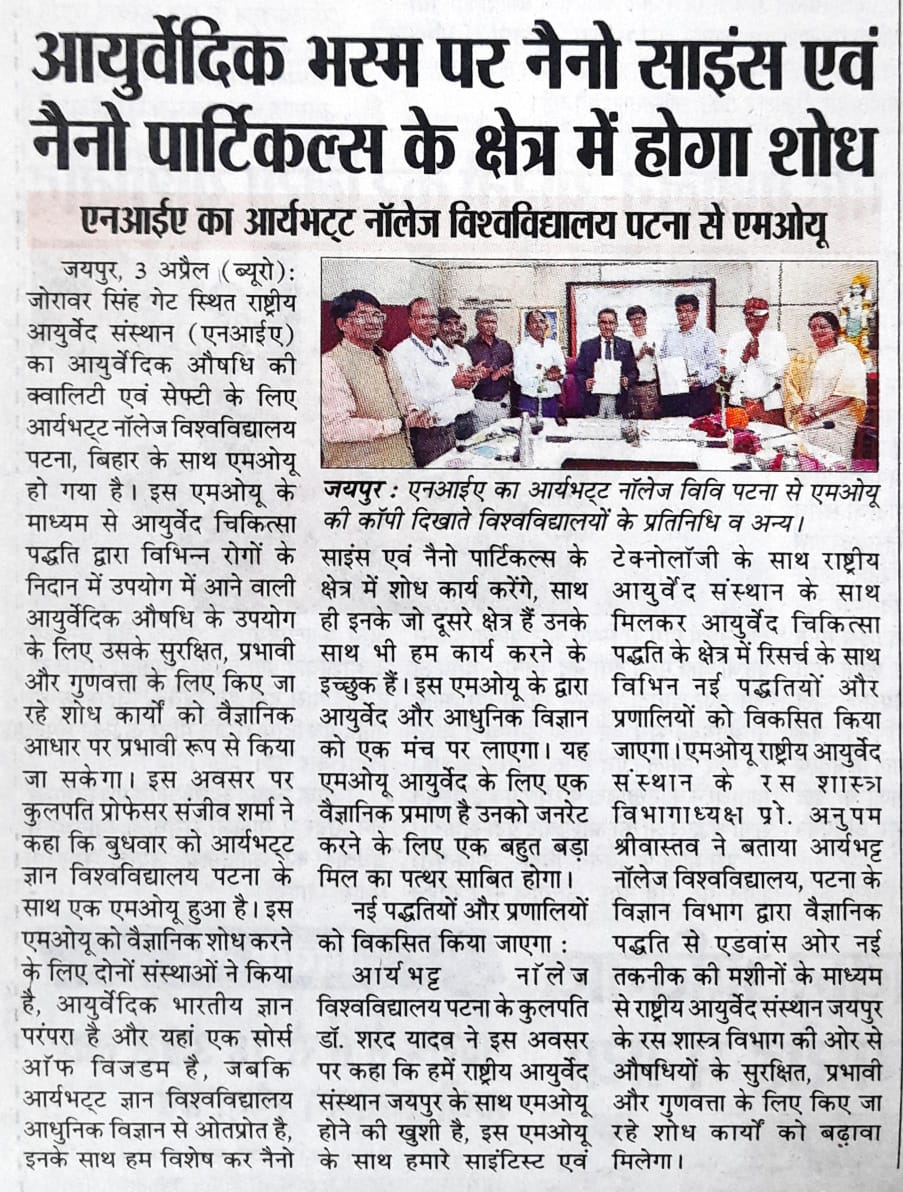 आयुर्वेदिक भस्म पर नैनो साइंस एवं
नैनो पार्टिकल्स के क्षेत्र में होगा शोध
एनआईए का आर्यभट्ट नॉलेज विश्वविद्यालय पटना से एमओयू
जयपुर, 3 अप्रैल (ब्यूरो):
जोरावर सिंह गेट स्थित राष्ट्रीय
आयुर्वेद संस्थान (एनआईए)
का आयुर्वेदिक औषधि की
क्वालिटी एवं सेफ्टी के लिए
आर्यभट्ट नॉलेज विश्वविद्यालय
पटना, बिहार के साथ एमओयू
हो गया है। इस एमओयू के
माध्यम से आयुर्वेद चिकित्सा
पद्धति द्वारा विभिन्न रोगों के
निदान में उपयोग में आने वाली
आयुर्वेदिक औषधि के उपयोग
के लिए उसके सुरक्षित, प्रभावी
और गुणवत्ता के लिए किए जा
रहे शोध कार्यों को वैज्ञानिक
आधार पर प्रभावी रूप से किया
जा सकेगा। इस अवसर पर
कुलपति प्रोफेसर संजीव शर्मा ने
कहा कि बुधवार को आर्यभट्ट
ज्ञान विश्वविद्यालय पटना के
साथ एक एमओयू हुआ है। इस
एमओयू को वैज्ञानिक शोध करने
के लिए दोनों संस्थाओं ने किया
है, आयुर्वेदिक भारतीय ज्ञान
परंपरा है और यहां एक सोर्स
ऑफ विजडम है, जबकि
आर्यभट्ट ज्ञान विश्वविद्यालय
आधुनिक विज्ञान से ओतप्रोत है,
इनके साथ हम विशेष कर नैनो
जयपुर : एनआईए का आर्यभट्ट नॉलेज विवि पटना से एमओयू
की कॉपी दिखाते विश्वविद्यालयों के प्रतिनिधि व अन्य।
साइंस एवं नैनो पार्टिकल्स के
क्षेत्र में शोध कार्य करेंगे, साथ
ही इनके जो दूसरे क्षेत्र हैं उनके
साथ भी हम कार्य करने के
इच्छुक हैं। इस एमओयू के द्वारा
आयुर्वेद और आधुनिक विज्ञान
को एक मंच पर लाएगा। यह
एमओयू आयुर्वेद के लिए एक
वैज्ञानिक प्रमाण है उनको जनरेट
करने के लिए एक बहुत बड़ा
मिल का पत्थर साबित होगा।
नई पद्धतियों और प्रणालियों
को विकसित किया जाएगा :
आर्यभट्ट नॉलेज
विश्वविद्यालय पटना के कुलपति
डॉ. शरद यादव ने इस अवसर
पर कहा कि हमें राष्ट्रीय आयुर्वेद
संस्थान जयपुर के साथ एमओयू
होने की खुशी है, इस एमओयू
के साथ हमारे साइंटिस्ट एवं
टेक्नोलॉजी के साथ राष्ट्रीय
आयुर्वेद संस्थान के साथ
मिलकर आयुर्वेद चिकित्सा
पद्धति के क्षेत्र में रिसर्च के साथ
विभिन नई पद्धतियों और
प्रणालियों को विकसित किया
जाएगा। एमओयू राष्ट्रीय आयुर्वेद
संस्थान के रस शास्त्रा
विभागाध्यक्ष प्रो. अनुपम
श्रीवास्तव ने बताया आर्यभट्ट
नॉलेज विश्वविद्यालय, पटना के
विज्ञान विभाग द्वारा वैज्ञानिक
पद्धति से एडवांस ओर नई
तकनीक की मशीनों के माध्यम
से राष्ट्रीय आयुर्वेद संस्थान जयपुर
के रस शास्त्र विभाग की ओर से
औषधियों के सुरक्षित, प्रभावी
और गुणवत्ता के लिए किए जा
रहे शोध कार्यों को बढ़ावा
मिलेगा।